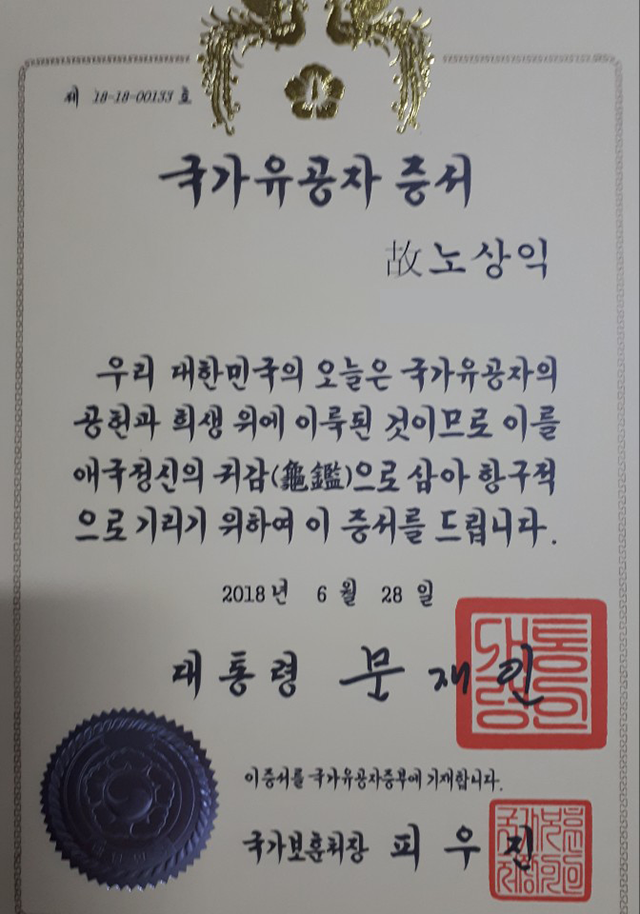 제 18-18-00133 호
국가유공자 증서
故 노상익
우리 대한민국의 오늘은 국가유공자의
공헌과 희생 위에 이룩된 것이므로 이를
애국정신의 귀감(龜鑑)으로 삼아 항구적
으로 기리기 위하여 이 증서를 드립니다.
2018년 6월 28일
대통령 문재인
대통령의인
이 증서를 국가유공자증부에 기재합니다.
국가보훈처장 피우진